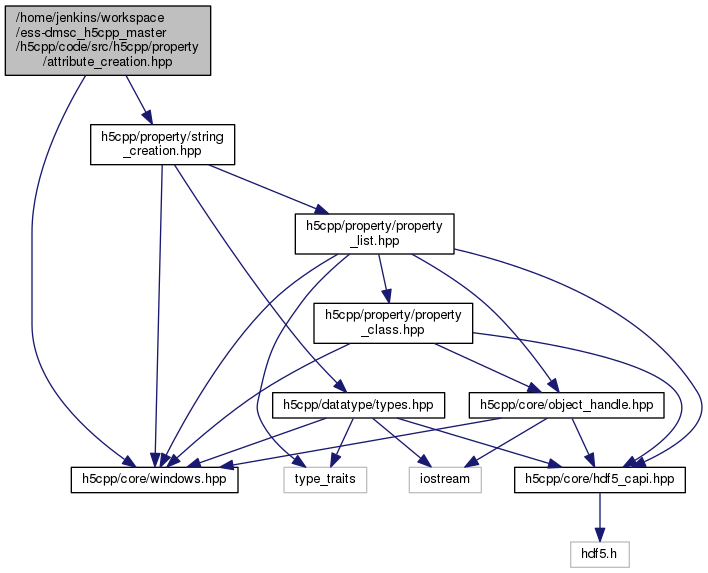 /home/jenkins/workspace
/ess-dmsc_h5cpp_master
/h5cpp/code/src/h5cpp/property
/attribute_creation.hpp
h5cpp/property/string
_creation.hpp
h5cpp/property/property
_list.hpp
h5cpp/property/property
_class.hpp
h5cpp/datatype/types.hpp
h5cpp/core/object_handle.hpp
h5cpp/core/windows.hpp
type_traits
iostream
h5cpp/core/hdf5_capi.hpp
hdf5.h